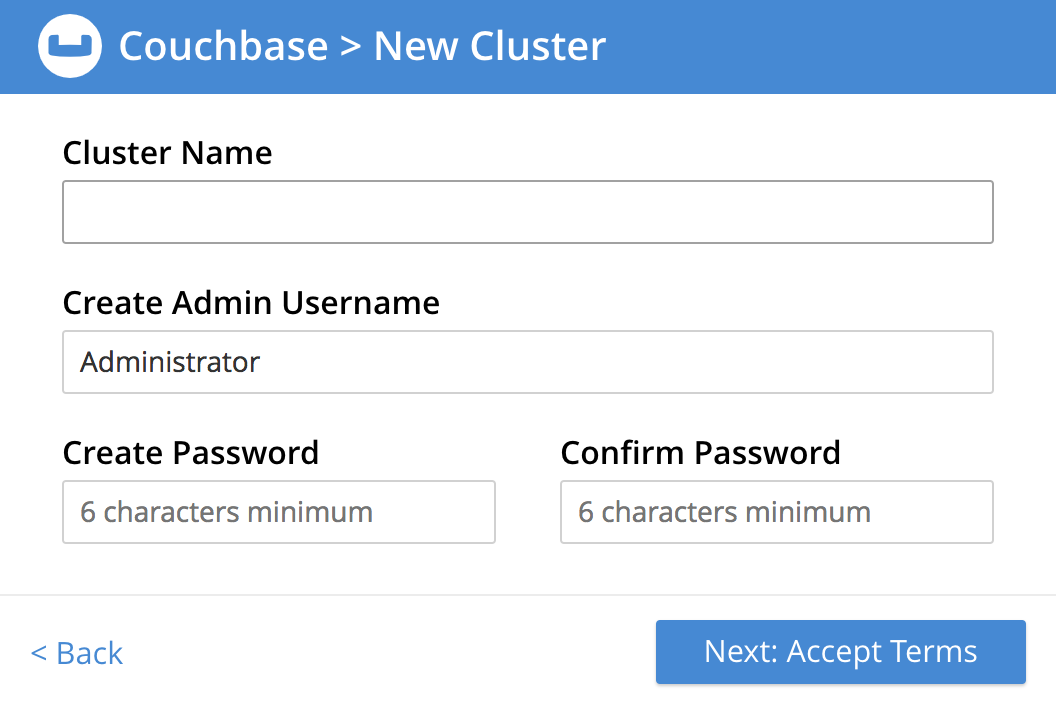 Couchbase > New Cluster
Cluster Name
Create Admin Username
Administrator
Create Password
Confirm Password
6 characters minimum
6 characters minimum
< Back
Next: Accept Terms